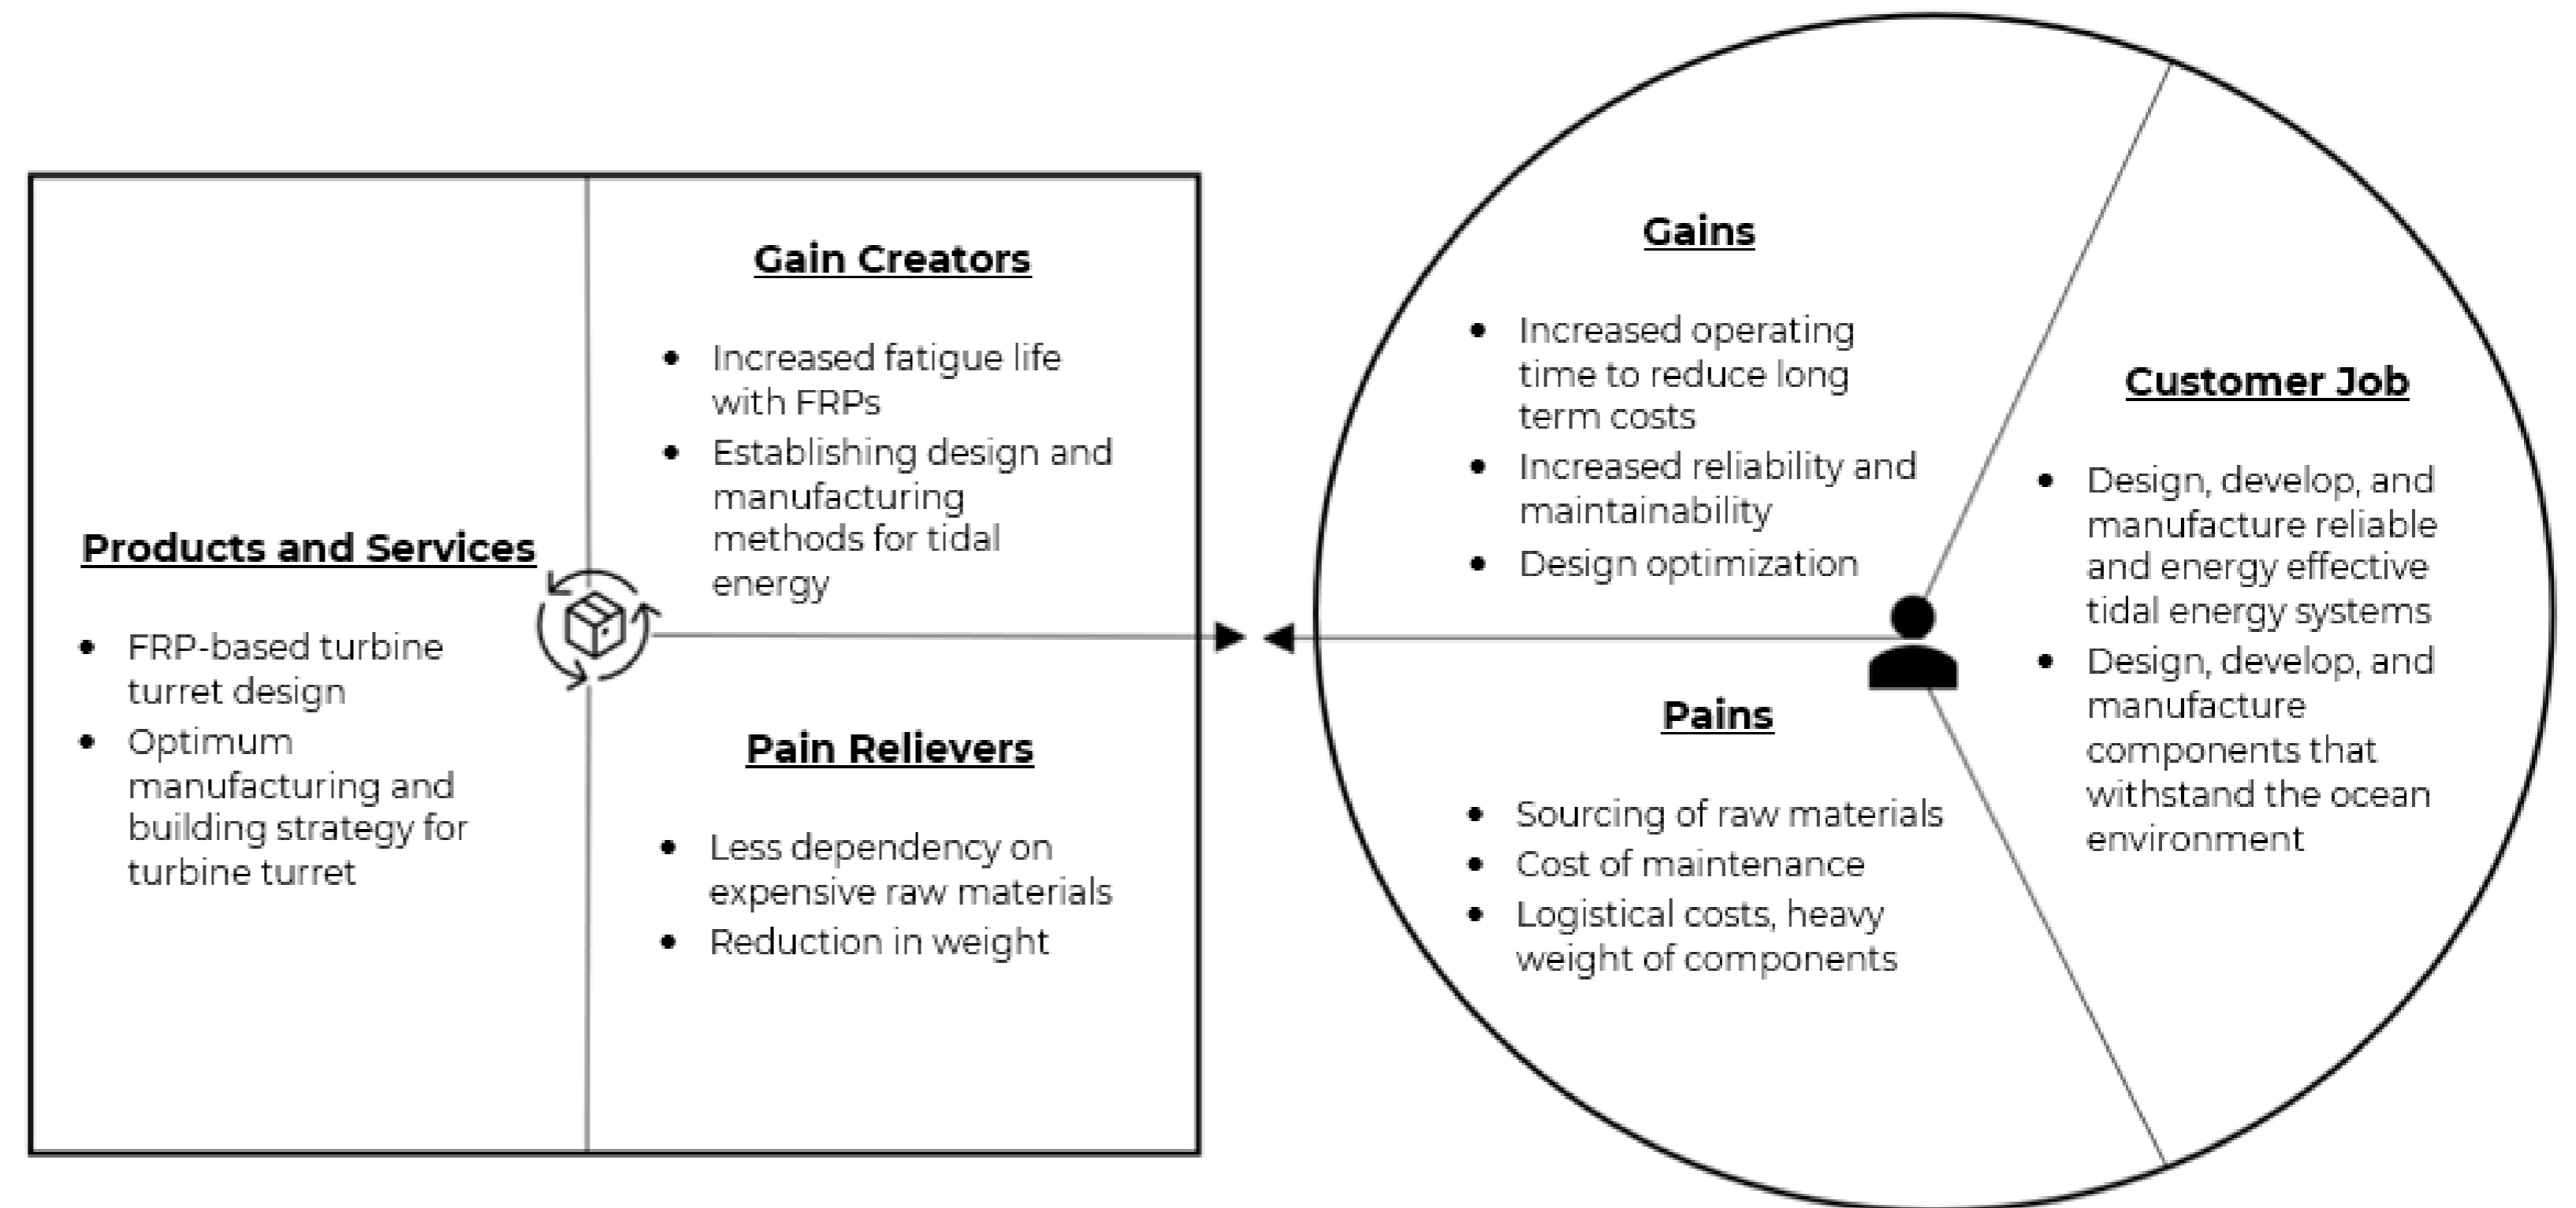 Products and Services
• FRP-based turbine
turret design
• Optimum
manufacturing and
building strategy for
turbine turret
Gain Creators
• Increased fatigue life
with FRPs
• Establishing design and
manufacturing
methods for tidal
energy
Pain Relievers
• Less dependency on
expensive raw materials
• Reduction in weight
Gains
• Increased operating
time to reduce long
term costs
• Increased reliability and
maintainability
• Design optimization
Pains
• Sourcing of raw materials
• Cost of maintenance
• Logistical costs, heavy
weight of components
Customer Job
• Design, develop, and
manufacture reliable
and energy effective
tidal energy systems
• Design, develop, and
manufacture
components that
withstand the ocean
environment